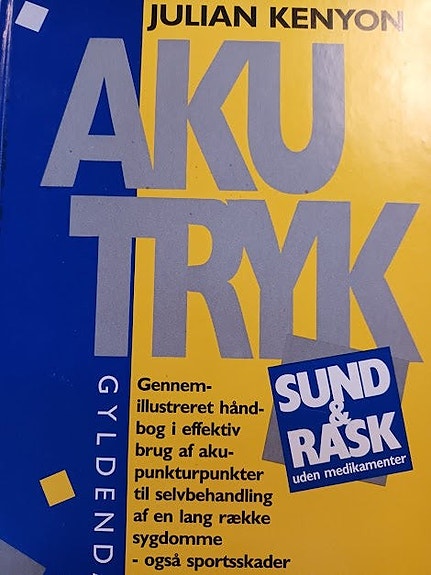 JULIAN KENYON
AKU
TRYK
GYLDENDA
Gennem-
illustreret hånd-
bog i effektiv
brug af aku-
punkturpunkter
til selvbehandling
af en lang række
sygdomme
- også sportsskader
SUND
&
RASK
uden medikamenter